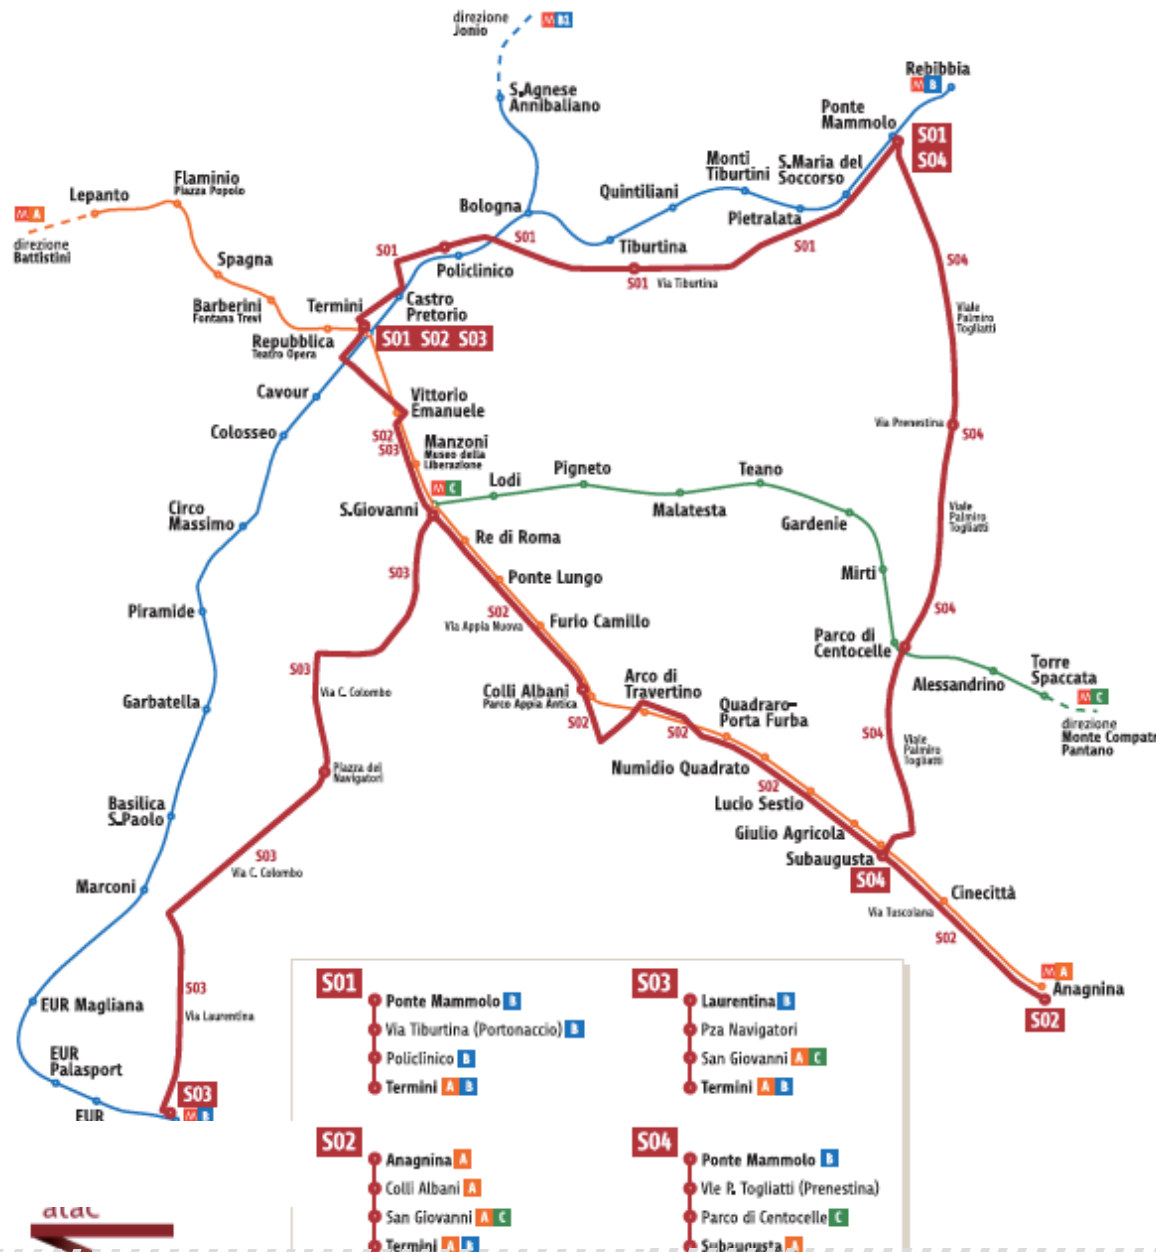 direzione
Jonio
M B1
S.Agnese
Annibaliano
Rebibbia
M B
Ponte
Mammolo
S01
S04
Monti
Tiburtini
S.Maria del
Soccorso
Quintiliani
Pietralata
Bologna
Tiburtina
Flaminio
Piazza Popolo
Lepanto
M A
direzione
Battistini
Spagna
Barberini
Fontana Trevi
Repubblica
Teatro Opera
Termini
S01
S01
S01
Via Tiburtina
S01
Policlinico
Castro
Pretorio
S01 S02 S03
S04
Viale
Palmiro
Togliatti
Cavour
Colosseo
Vittorio
Emanuele
S02
S03
Manzoni
Museo della
Liberazione
M C
Via Prenestina
S04
Lodi
Pigneto
Teano
Malatesta
Gardenie
Viale
Palmiro
Togliatti
S.Giovanni
Circo
Massimo
Re di Roma
Ponte Lungo
Mirti
S03
S02
Via Appia Nuova
Furio Camillo
S04
Piramide
Parco di
Centocelle
Alessandrino
Torre
Spaccata
M C
direzione
Monte Compatr
Pantano
S03
Via C. Colombo
Colli Albani
Parco Appia Antica
S02
Arco di
Travertino
S02
Quadraro-
Porta Furba
S04
Viale
Palmiro
Togliatti
Garbatella
Numidio Quadrato
S02
Piazza dei
Navigatori
Lucio Sestio
Giulio Agricola
Subaugusta
S04
Basilica
S.Paolo
S03
Via C. Colombo
Marconi
Cinecittà
Via Tuscolana
S02
M A
Anagnina
S02
EUR Magliana
S03
Via Laurentina
EUR
Palasport
EUR
S03
M B
S01
Ponte Mammolo B
Via Tiburtina (Portonaccio) B
Policlinico B
Termini A B
S03
Laurentina B
Pza Navigatori
San Giovanni A C
Termini A B
S02
Anagnina A
Colli Albani A
San Giovanni A C
Termini A B
S04
Ponte Mammolo B
Vle P. Togliatti (Prenestina)
Parco di Centocelle C
Subaugusta A
atac